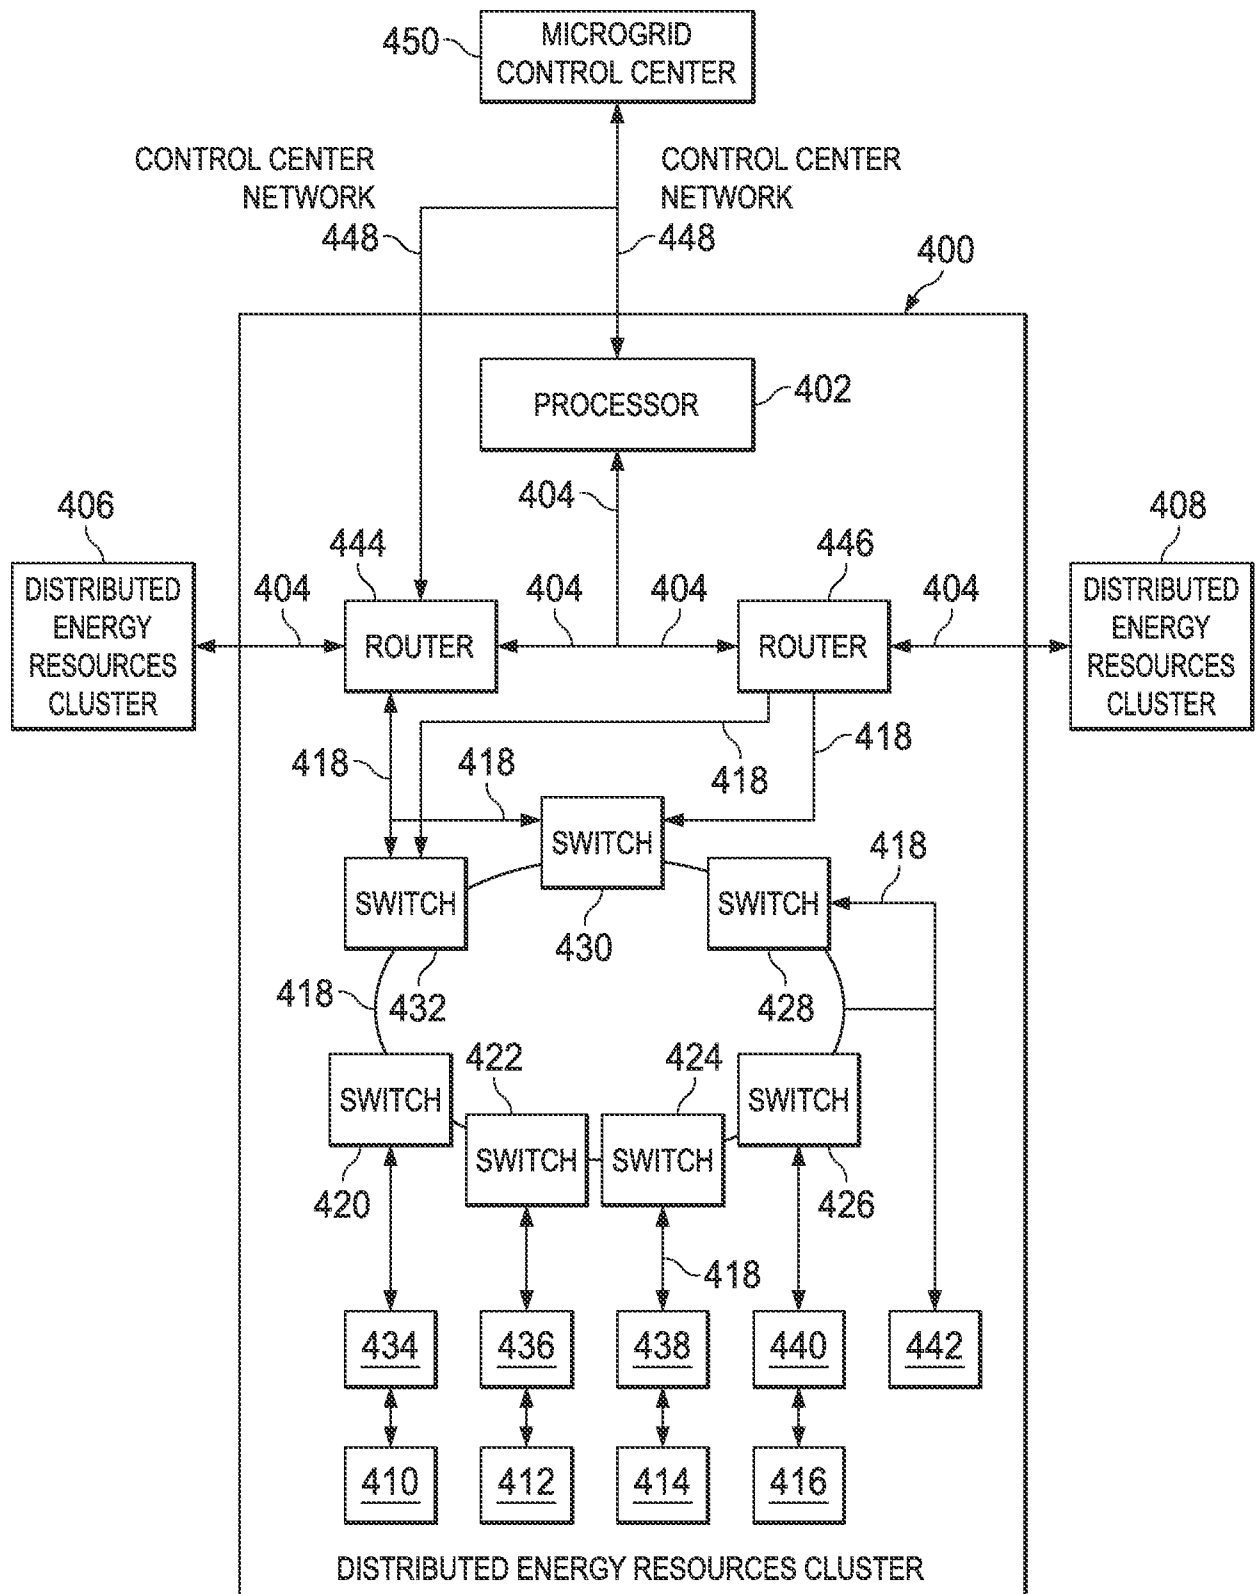 450
MICROGRID
CONTROL CENTER
CONTROL CENTER
NETWORK
CONTROL CENTER
NETWORK
448
448
400
PROCESSOR
402
404
406
444
446
408
DISTRIBUTED
ENERGY
RESOURCES
CLUSTER
404
ROUTER
404
404
ROUTER
404
DISTRIBUTED
ENERGY
RESOURCES
CLUSTER
418
418
418
418
SWITCH
418
SWITCH
SWITCH
430
418
432
428
422
424
SWITCH
SWITCH
SWITCH
SWITCH
420
426
418
434
436
438
440
442
410
412
414
416
DISTRIBUTED ENERGY RESOURCES CLUSTER